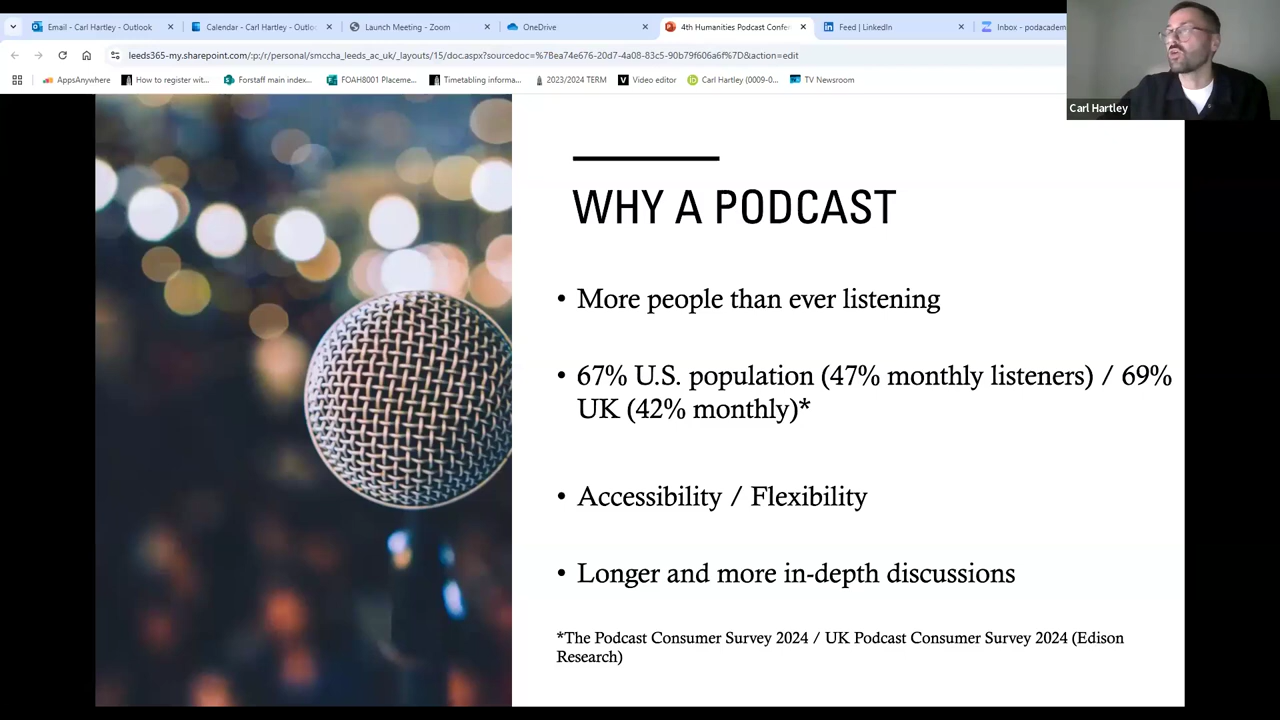 Email - Carl Hartley - Outlook
Calendar - Carl Hartley - Outlo
Launch Meeting - Zoom
OneDrive
4th Humanities Podcast Confe
Feed | LinkedIn
Inbox - podacadem
leeds365-my.sharepoint.com/:p:/r/personal/smccha_leeds_ac_uk/_layouts/15/doc.aspx?sourcedoc=%7Bea74e676-20d7-4a08-83c5-90b79f606a6f%7D&action=edit
AppsAnywhere
How to register wit...
Forstaff main index...
FOAH8001 Placeme...
Timetabling informa...
2023/2024 TERM
Video editor
Carl Hartley (0009-0...
TV Newsroom
Carl Hartley
WHY A PODCAST
• More people than ever listening
• 67% U.S. population (47% monthly listeners) / 69%
UK (42% monthly)*
• Accessibility / Flexibility
• Longer and more in-depth discussions
*The Podcast Consumer Survey 2024 / UK Podcast Consumer Survey 2024 (Edison
Research)